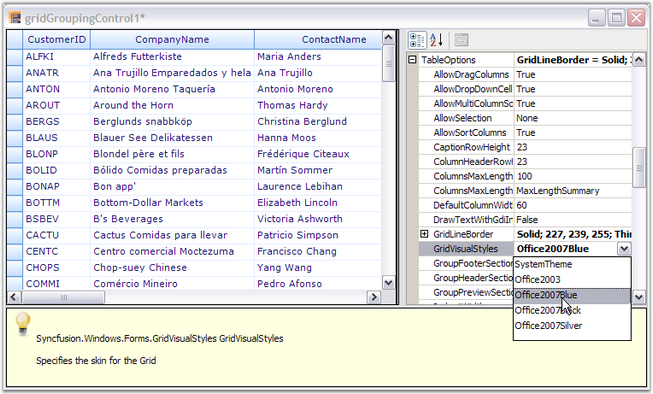 gridGroupingControl1*
CustomerID CompanyName ContactName
ALFKI Alfreds Futterkiste Maria Anders
ANATR Ana Trujillo Emparedados y hela Ana Trujillo
ANTON Antonio Moreno Taquería Antonio Moreno
AROUT Around the Horn Thomas Hardy
BERGS Berglunds snabbköp Christina Berglund
BLAUS Blauer See Delikatessen Hanna Moos
BLONP Blondel père et fils Frédérique Citeaux
BOLID Bólido Comidas preparadas Martín Sommer
BONAP Bon app' Laurence Lebihan
BOTTM Bottom-Dollar Markets Elizabeth Lincoln
BSBEV B's Beverages Victoria Ashworth
CACTU Cactus Comidas para llevar Patricio Simpson
CENTC Centro comercial Moctezuma Francisco Chang
CHOPS Chop-suey Chinese Yang Wang
COMMI Comércio Mineiro Pedro Afonso
TableOptions GridLineBorder = Solid;
AllowDragColumns True
AllowDropDownCell True
AllowMultiColumnSo True
AllowSelection None
AllowSortColumns True
CaptionRowHeight 23
ColumnHeaderRowH 23
ColumnsMaxLength 100
ColumnsMaxLength MaxLengthSummary
DefaultColumnWidt 60
DrawTextWithGdiIn False
GridLineBorder Solid; 227, 239, 255; Thin
GridVisualStyles Office2007Blue
GroupFooterSection
GroupHeaderSection
GroupPreviewSection
SystemTheme
Office2003
Office2007Blue
Office2007Black
Office2007Silver
Syncfusion.Windows.Forms.GridVisualStyles GridVisualStyles
Specifies the skin for the Grid